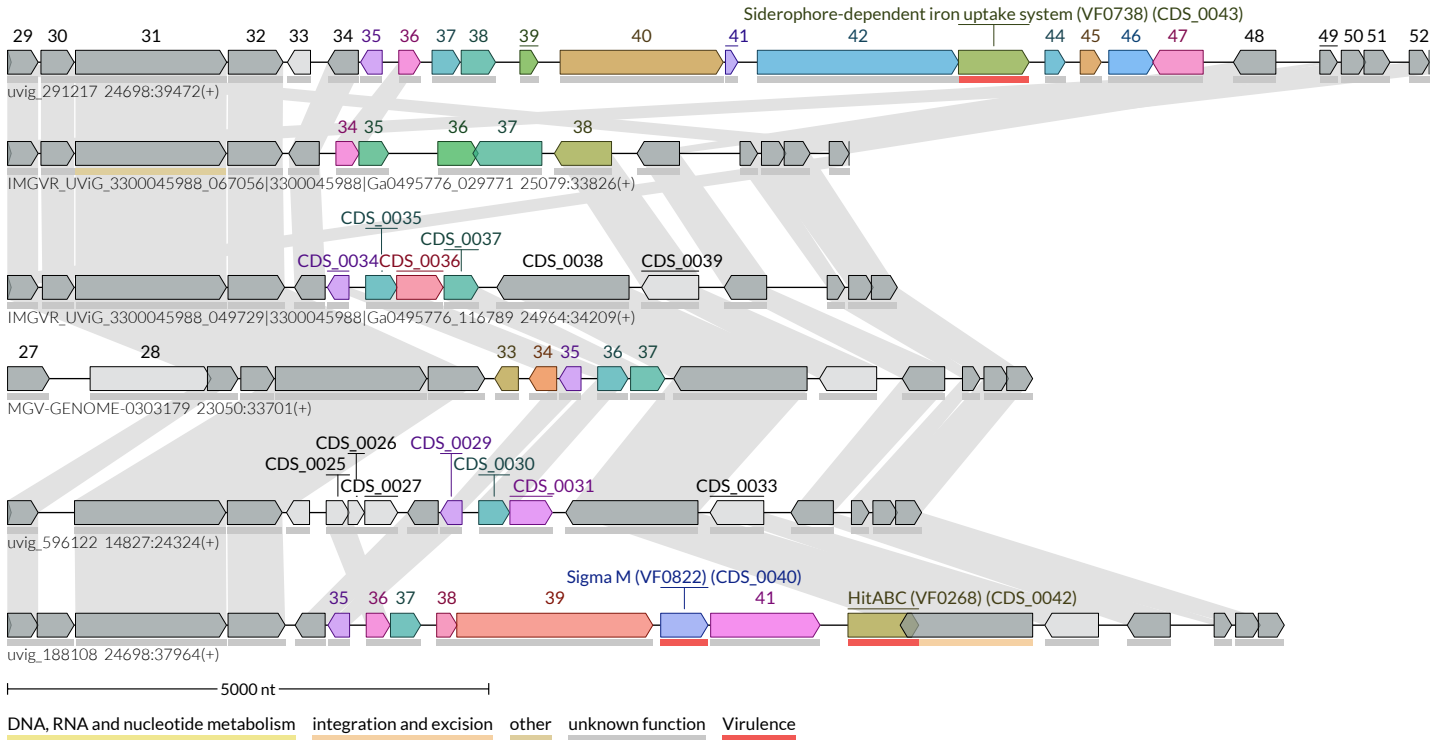 Siderophore-dependent iron uptake system (VF0738) (CDS_0043)
29 30 31 32 33 34 35 36 37 38 39 40 41 42 44 45 46 47 48 49 50 51 52
uvig_291217 24698:39472(+)
34 35 36 37 38
IMGVR_UViG_3300045988_067056|3300045988|Ga0495776_029771 25079:33826(+)
CDS_0035
CDS_0037
CDS_0034 CDS_0036 CDS_0038 CDS_0039
IMGVR_UViG_3300045988_049729|3300045988|Ga0495776_116789 24964:34209(+)
27 28 33 34 35 36 37
MGV-GENOME-0303179 23050:33701(+)
CDS_0026 CDS_0029
CDS_0025 CDS_0030
CDS_0027 CDS_0031 CDS_0033
uvig_596122 14827:24324(+)
Sigma M (VF0822) (CDS_0040)
35 36 37 38 39 41 HitABC (VF0268) (CDS_0042)
uvig_188108 24698:37964(+)
5000 nt
DNA, RNA and nucleotide metabolism integration and excision other unknown function Virulence